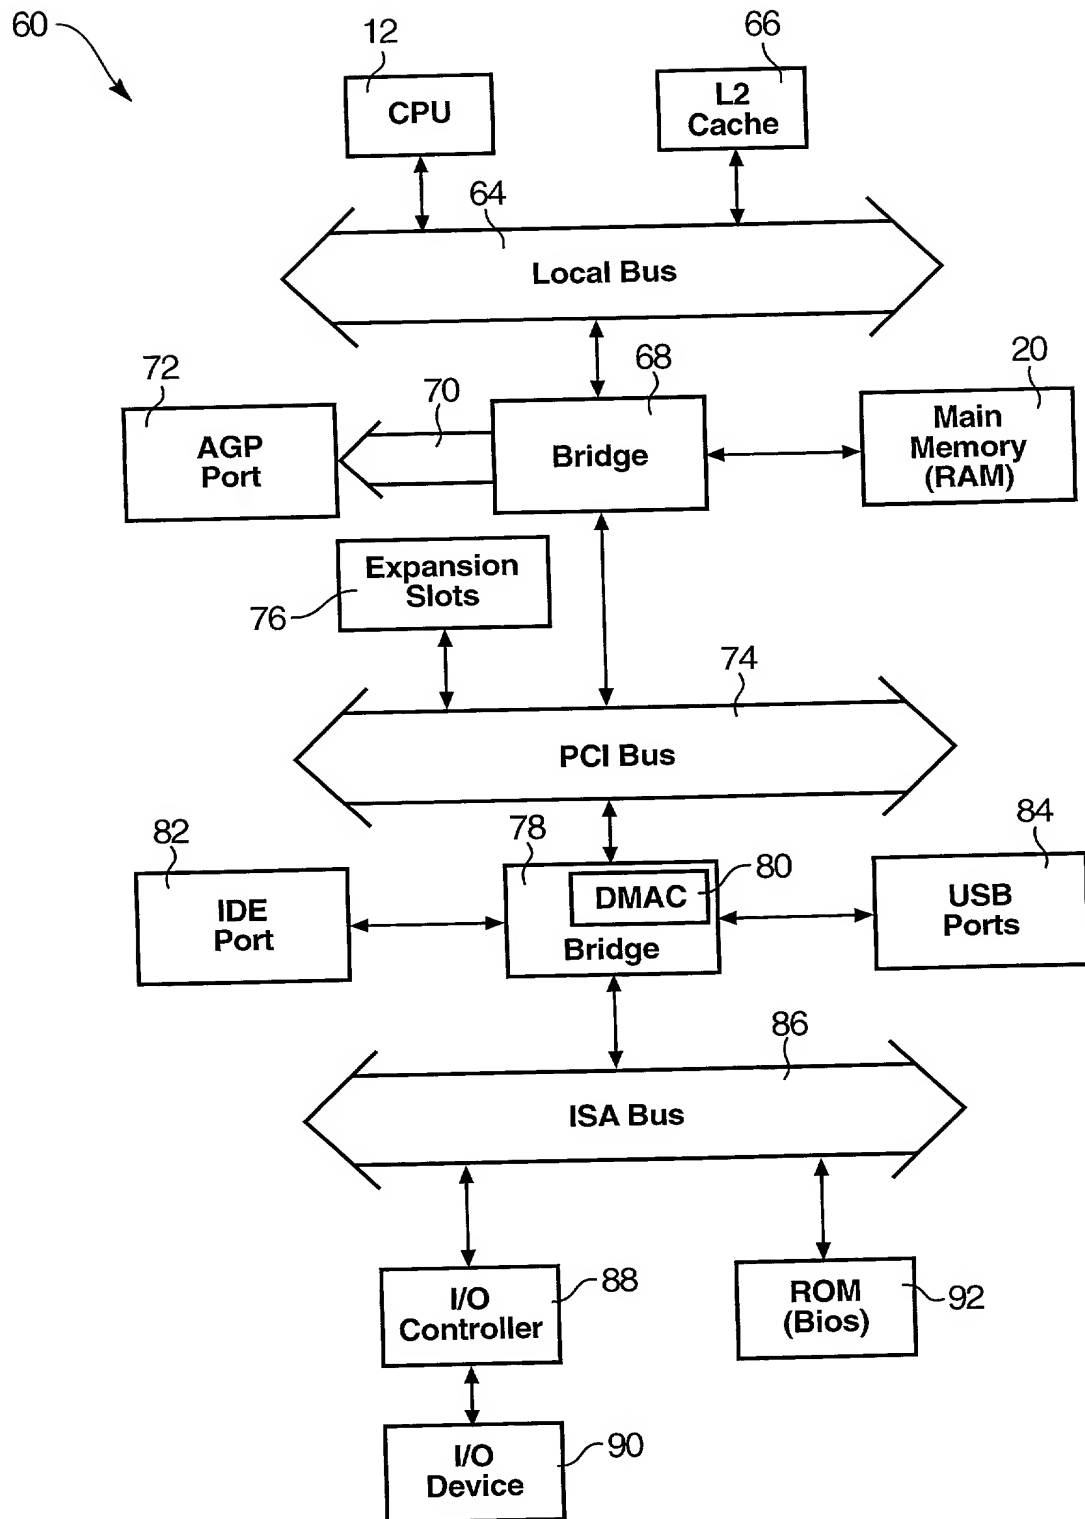 60
12
66
CPU
L2
Cache
64
Local Bus
72
70
68
20
AGP
Port
Bridge
Main
Memory
(RAM)
Expansion
Slots
76
74
PCI Bus
82
78
80
84
IDE
Port
DMAC
Bridge
USB
Ports
86
ISA Bus
I/O
Controller
88
ROM
(Bios)
92
I/O
Device
90